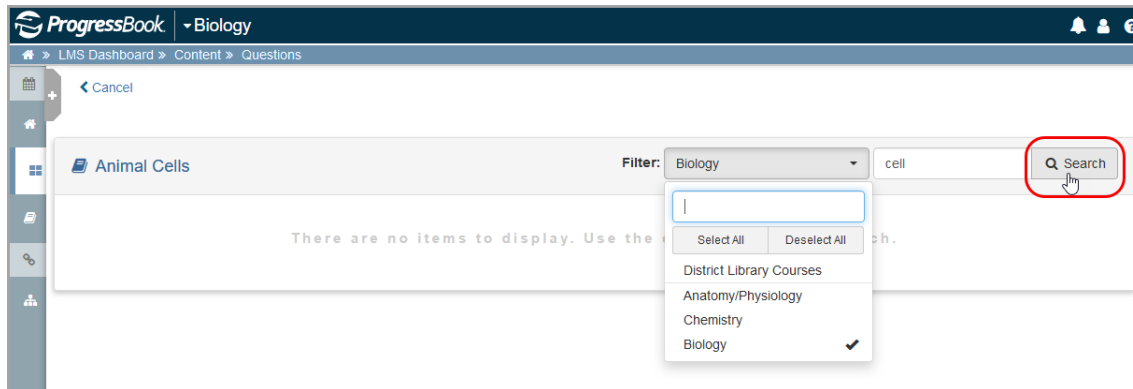 ProgressBook. Biology
» LMS Dashboard » Content » Questions
Cancel
Animal Cells Filter: Biology cell Search
There are no items to display. Use the ch.
Select All Deselect All
District Library Courses
Anatomy/Physiology
Chemistry
Biology